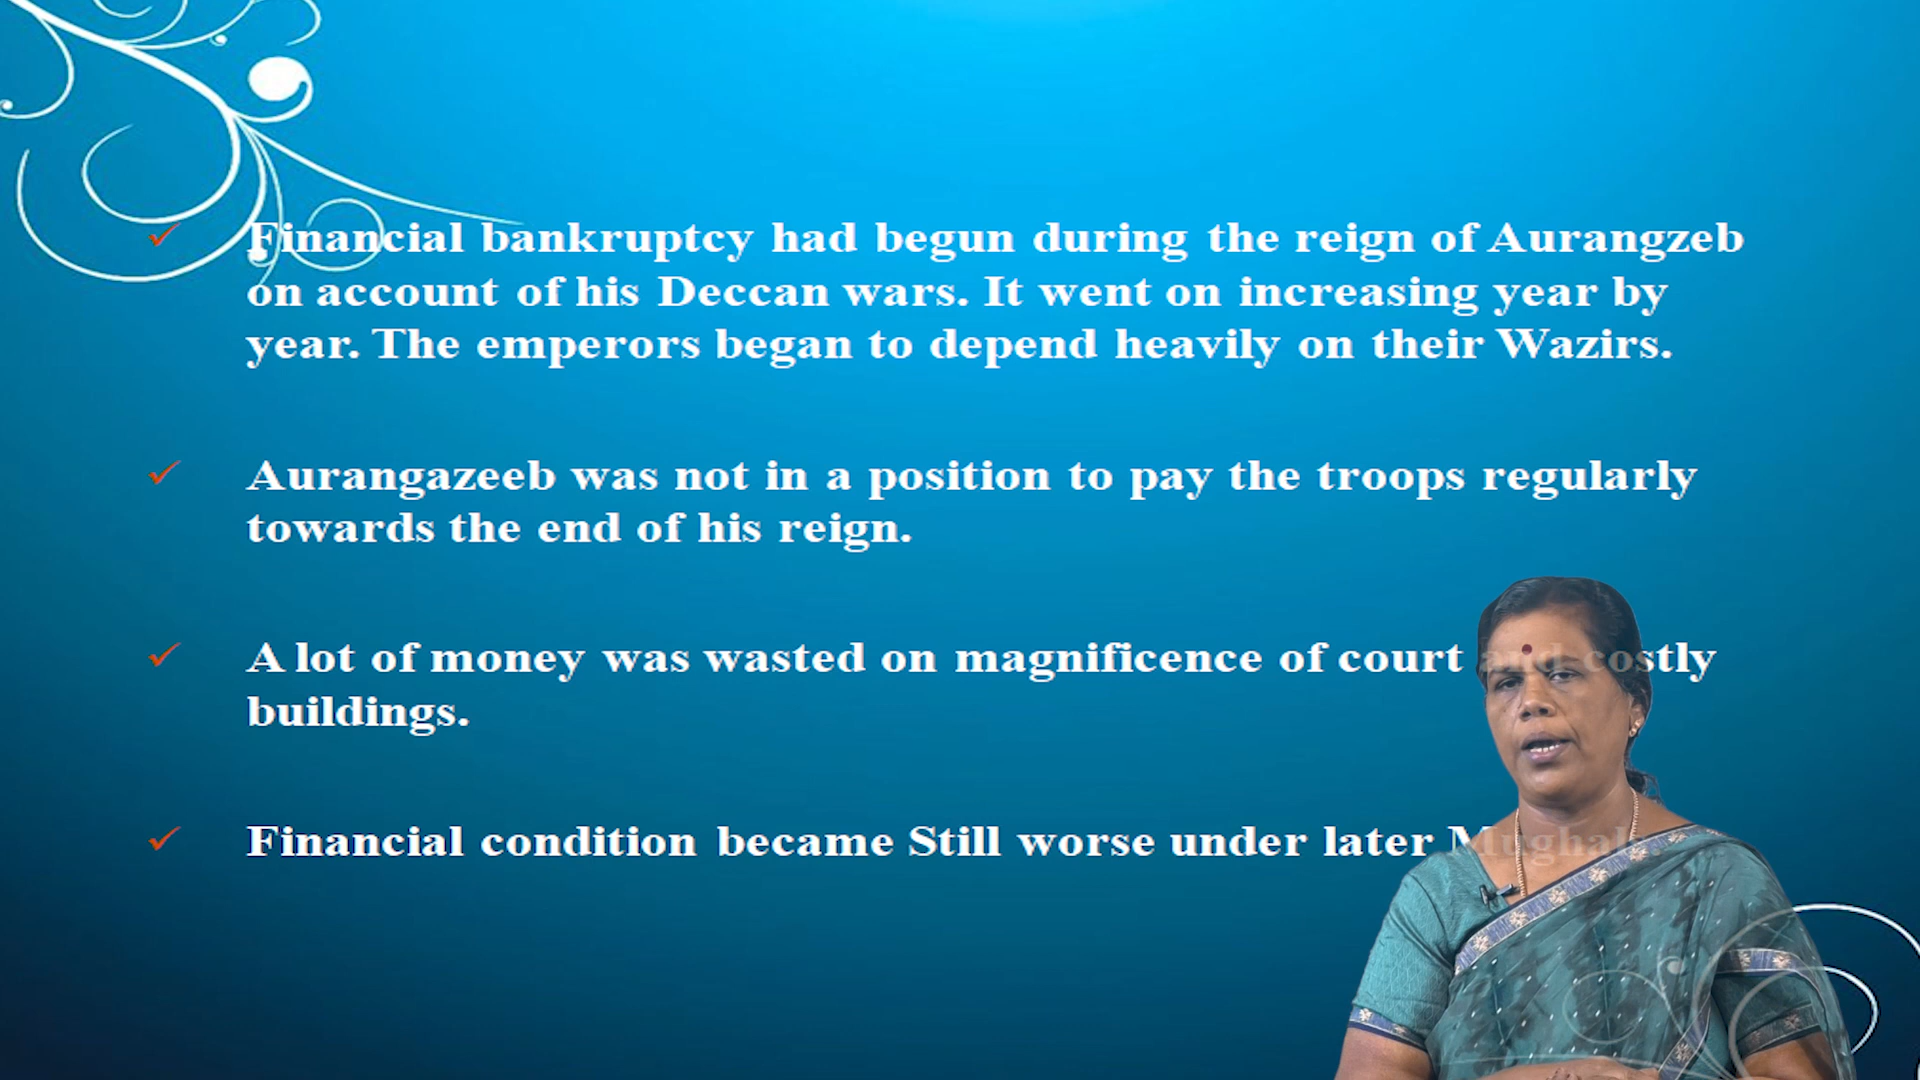 Financial bankruptcy had begun during the reign of Aurangzeb
on account of his Deccan wars. It went on increasing year by
year. The emperors began to depend heavily on their Wazirs.
Aurangazeeb was not in a position to pay the troops regularly
towards the end of his reign.
A lot of money was wasted on magnificence of court and costly
buildings.
Financial condition became Still worse under later Mughals.